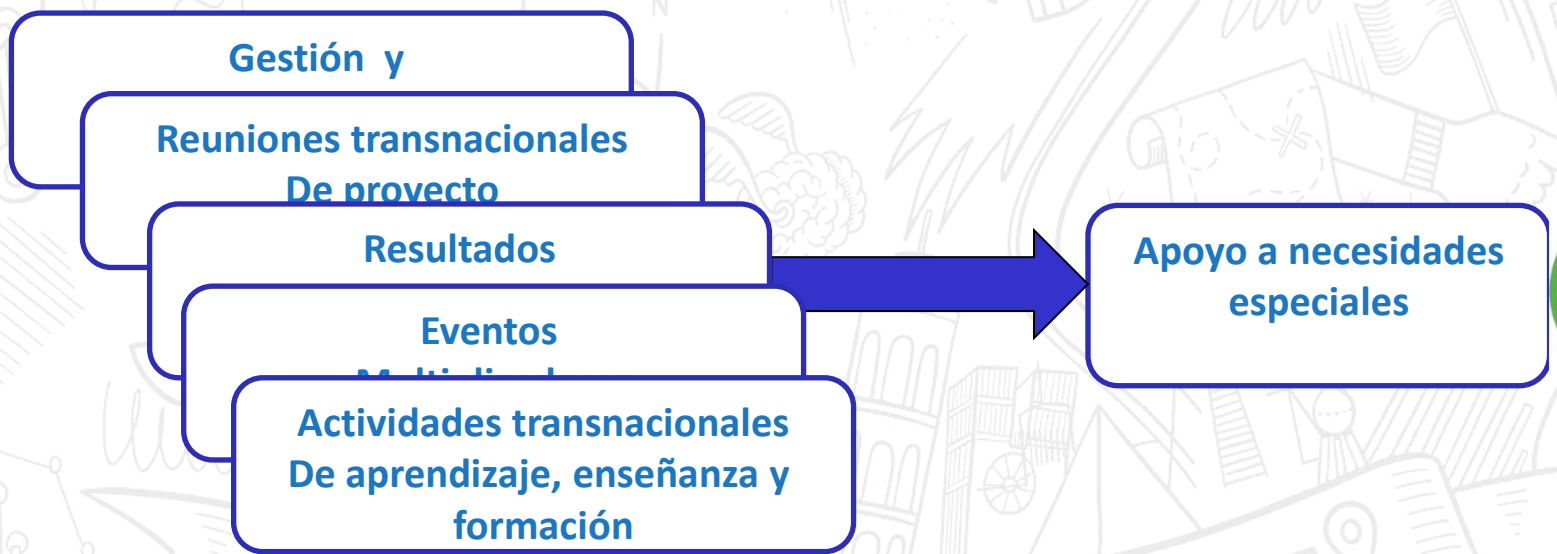 Gestión y
Reuniones transnacionales
De proyecto
Resultados
Eventos
Actividades transnacionales
De aprendizaje, enseñanza y
formación
Apoyo a necesidades
especiales